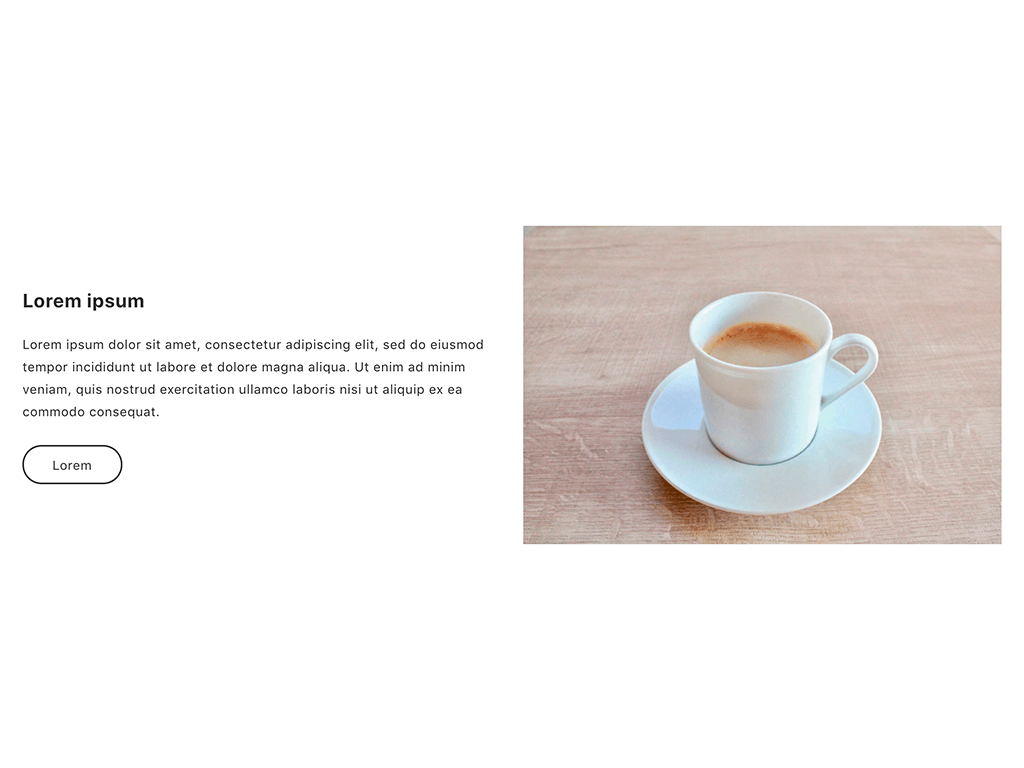 Lorem ipsum
Lorem ipsum dolor sit amet, consectetur adipiscing elit, sed do eiusmod
tempor incididunt ut labore et dolore magna aliqua. Ut enim ad minim
veniam, quis nostrud exercitation ullamco laboris nisi ut aliquip ex ea
commodo consequat.
Lorem